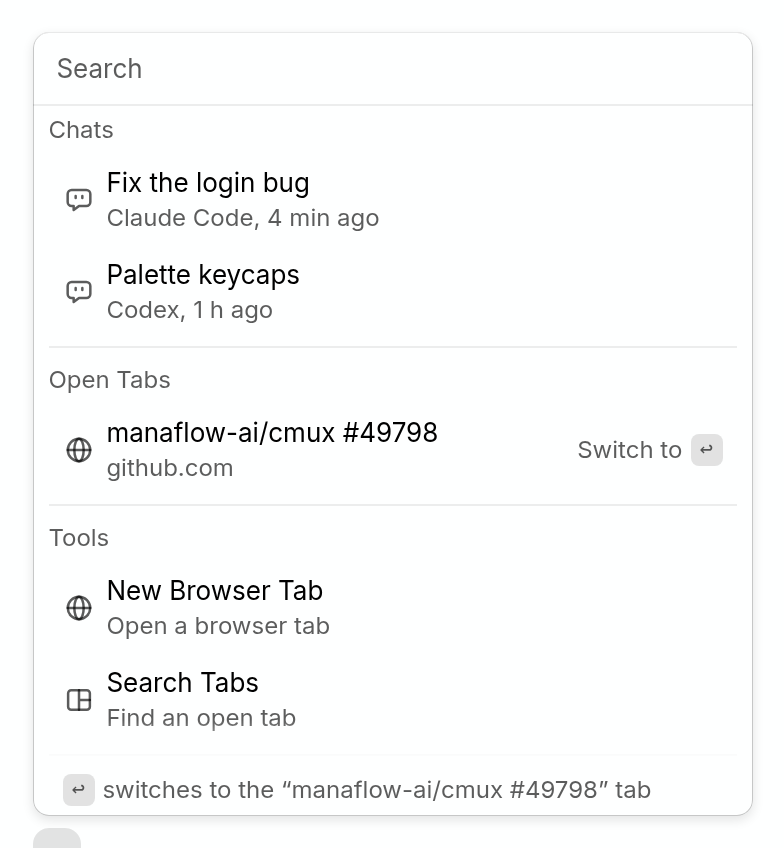 Search
Chats
Fix the login bug
Claude Code, 4 min ago
Palette keycaps
Codex, 1 h ago
Open Tabs
manaflow-ai/cmux #49798
github.com
Switch to ↩
Tools
New Browser Tab
Open a browser tab
Search Tabs
Find an open tab
↩ switches to the “manaflow-ai/cmux #49798” tab